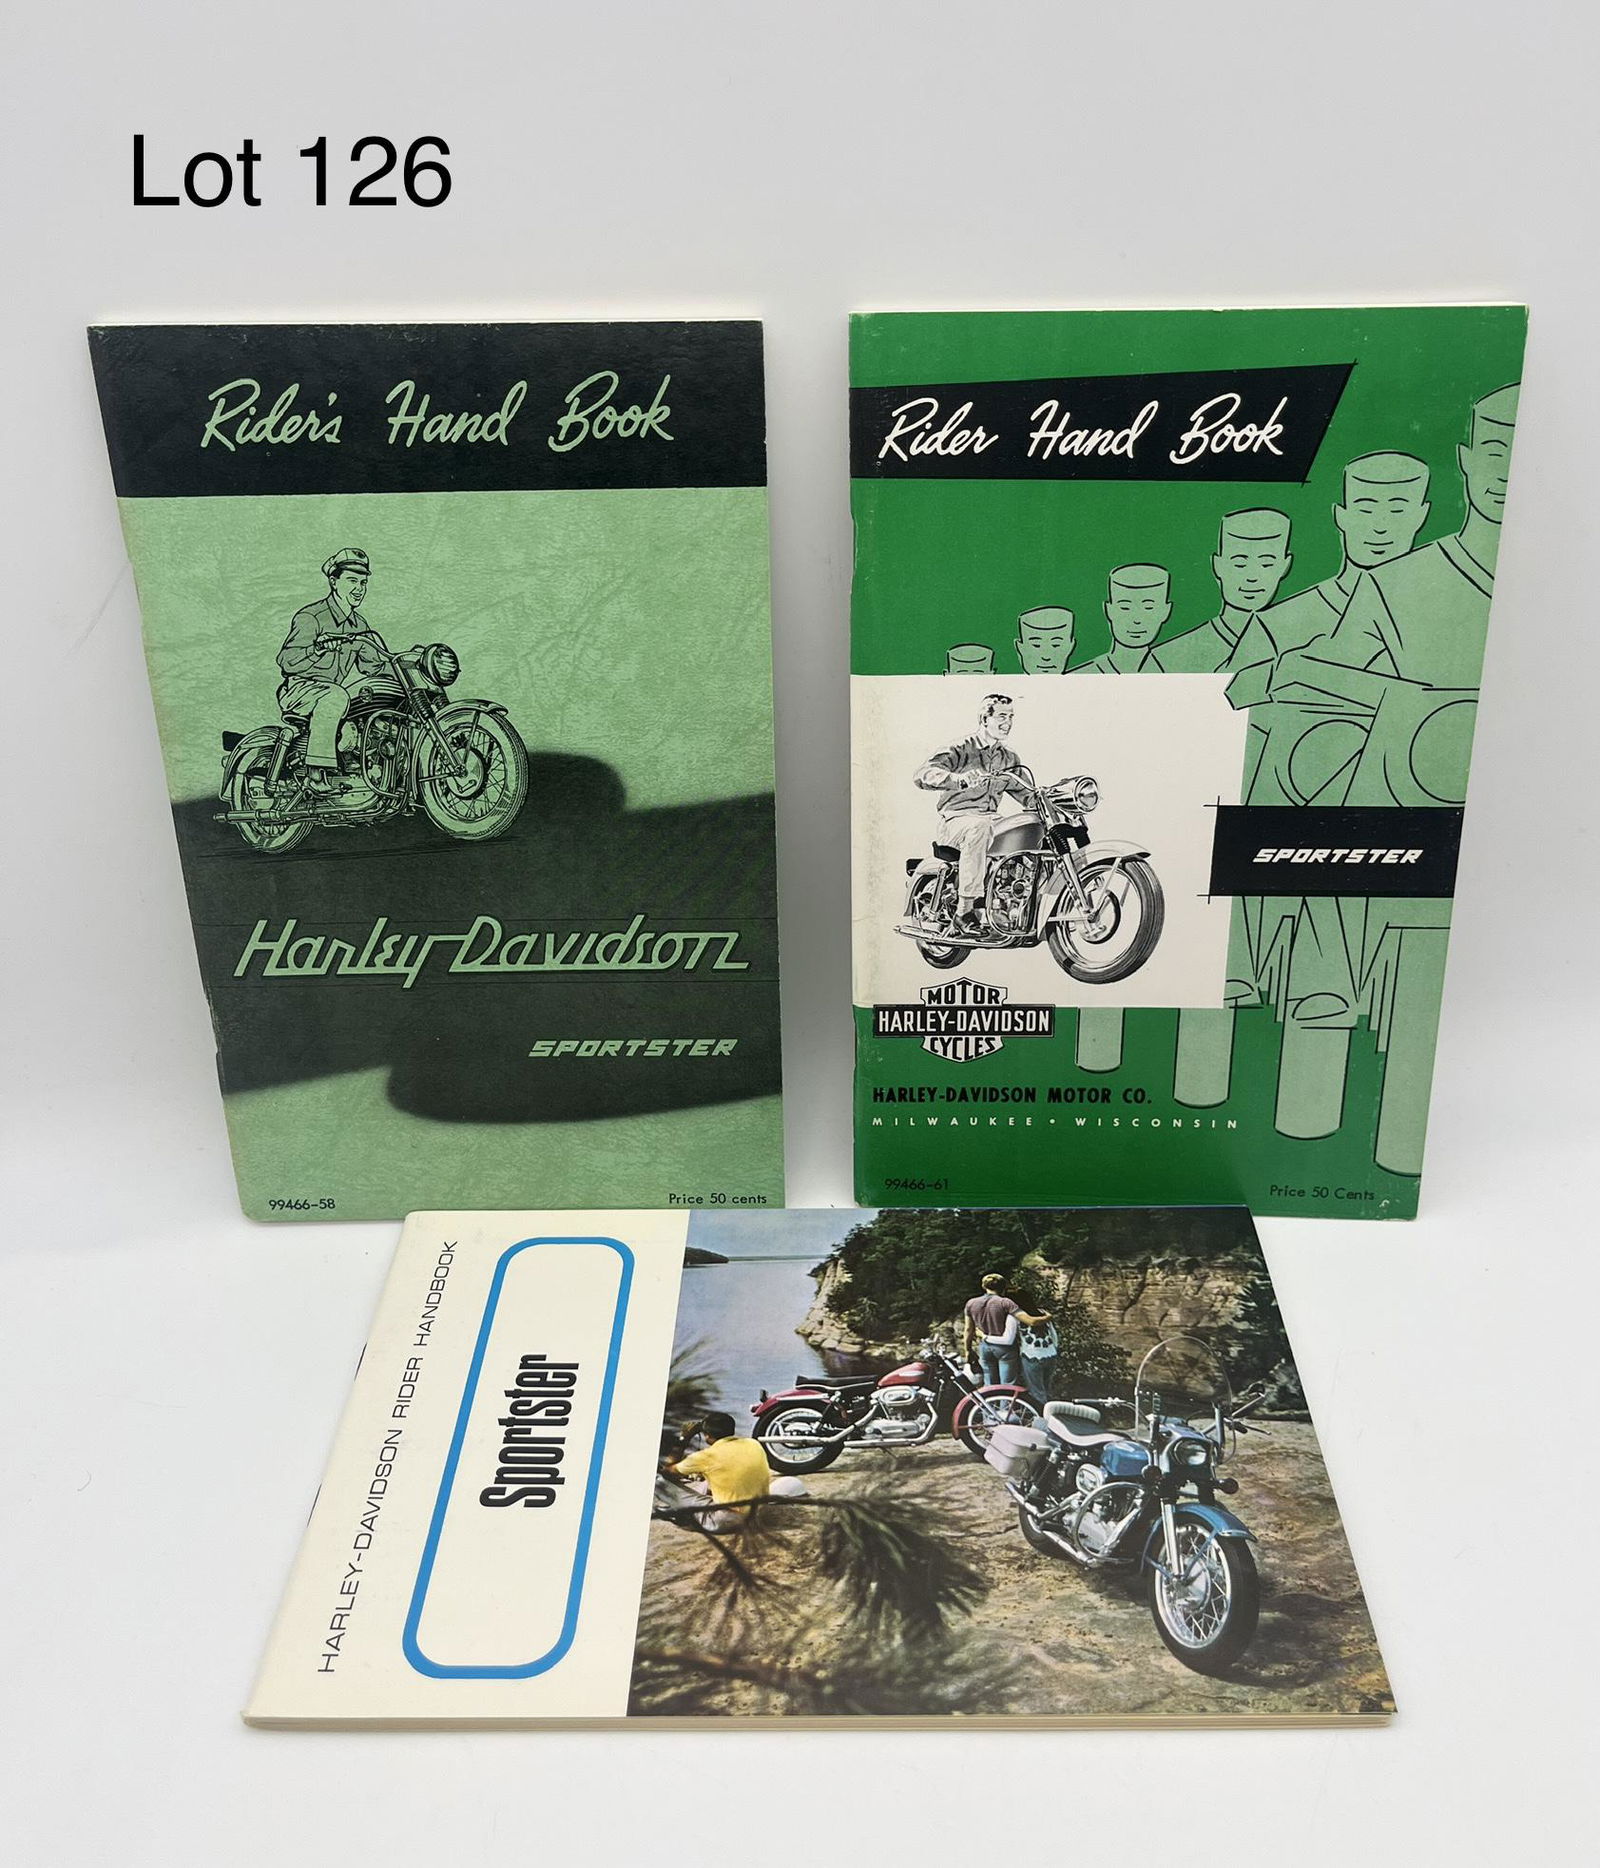 Lot 126
Rider's Hand Book
Harley-Davidson
SPORTSTER
99466-58
Price 50 cents
Rider Hand Book
SPORTSTER
MOTOR
HARLEY-DAVIDSON
CYCLES
HARLEY-DAVIDSON MOTOR CO.
MILWAUKEE • WISCONSIN
99466-61
Price 50 Cents
HARLEY-DAVIDSON RIDER HANDBOOK
Sportster